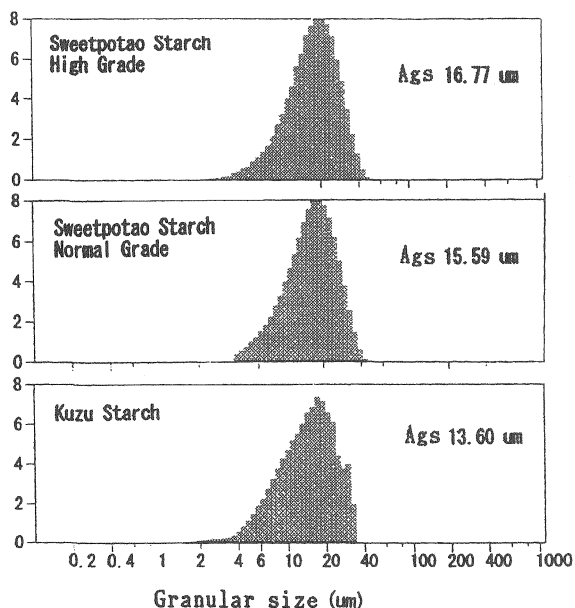 8
6
4
2
0
Sweetpotao Starch
High Grade
Ags 16.77 um
8
6
4
2
0
Sweetpotao Starch
Normal Grade
Ags 15.59 um
8
6
4
2
0
Kuzu Starch
Ags 13.60 um
0.2 0.4 1 2 4 6 10 20 40 100 200 400 1000
Granular size (um)